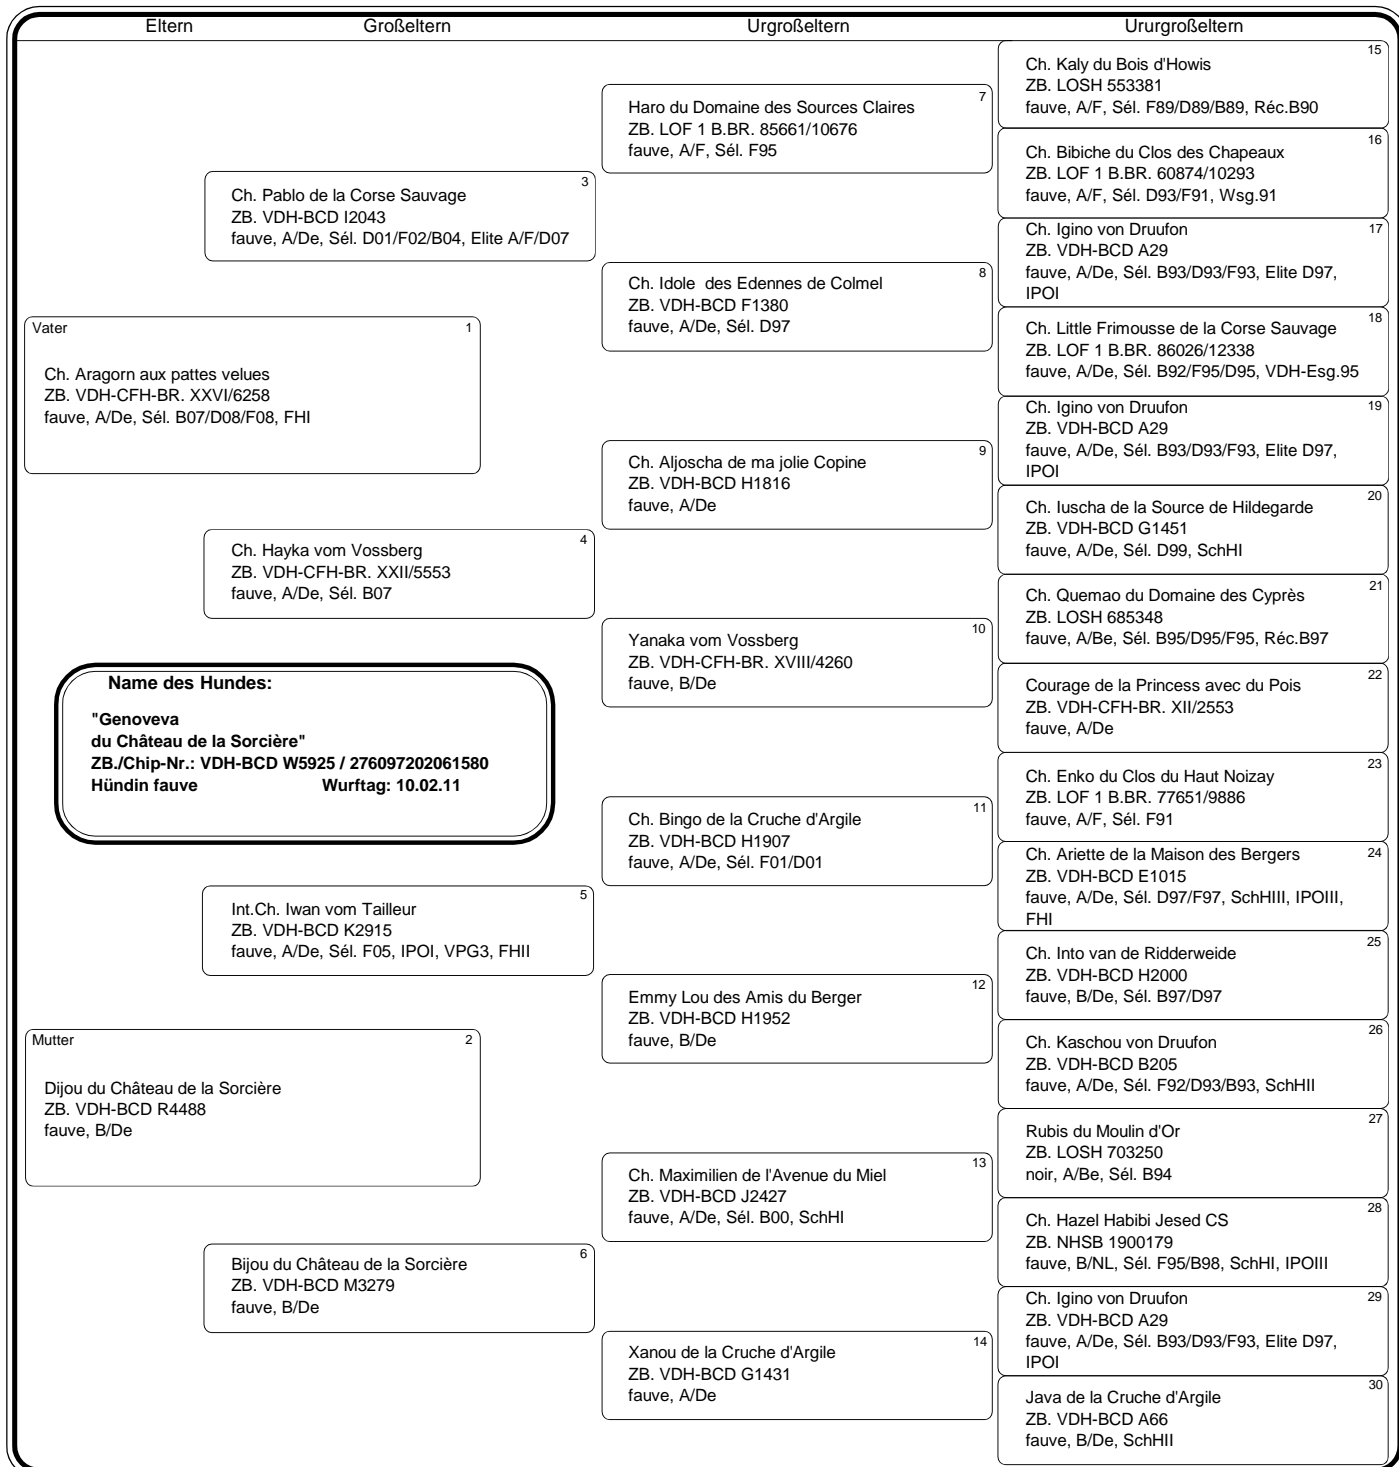 Eltern Großeltern Urgroßeltern Ururgroßeltern
Vater 1
Ch. Aragorn aux pattes velues
ZB. VDH-CFH-BR. XXVI/6258
fauve, A/De, Sél. B07/D08/F08, FHI
Name des Hundes:
"Genoveva
du Château de la Sorcière"
ZB./Chip-Nr.: VDH-BCD W5925 / 276097202061580
Hündin fauve Wurftag: 10.02.11
Mutter 2
Dijou du Château de la Sorcière
ZB. VDH-BCD R4488
fauve, B/De
3
Ch. Pablo de la Corse Sauvage
ZB. VDH-BCD I2043
fauve, A/De, Sél. D01/F02/B04, Elite A/F/D07
4
Ch. Hayka vom Vossberg
ZB. VDH-CFH-BR. XXII/5553
fauve, A/De, Sél. B07
5
Int.Ch. Iwan vom Tailleur
ZB. VDH-BCD K2915
fauve, A/De, Sél. F05, IPOI, VPG3, FHII
6
Bijou du Château de la Sorcière
ZB. VDH-BCD M3279
fauve, B/De
7
Haro du Domaine des Sources Claires
ZB. LOF 1 B.BR. 85661/10676
fauve, A/F, Sél. F95
8
Ch. Idole des Edennes de Colmel
ZB. VDH-BCD F1380
fauve, A/De, Sél. D97
9
Ch. Aljoscha de ma jolie Copine
ZB. VDH-BCD H1816
fauve, A/De
10
Yanaka vom Vossberg
ZB. VDH-CFH-BR. XVIII/4260
fauve, B/De
11
Ch. Bingo de la Cruche d'Argile
ZB. VDH-BCD H1907
fauve, A/De, Sél. F01/D01
12
Emmy Lou des Amis du Berger
ZB. VDH-BCD H1952
fauve, B/De
13
Ch. Maximilien de l'Avenue du Miel
ZB. VDH-BCD J2427
fauve, A/De, Sél. B00, SchHI
14
Xanou de la Cruche d'Argile
ZB. VDH-BCD G1431
fauve, A/De
15
Ch. Kaly du Bois d'Howis
ZB. LOSH 553381
fauve, A/F, Sél. F89/D89/B89, Réc.B90
16
Ch. Bibiche du Clos des Chapeaux
ZB. LOF 1 B.BR. 60874/10293
fauve, A/F, Sél. D93/F91, Wsg.91
17
Ch. Igino von Druufon
ZB. VDH-BCD A29
fauve, A/De, Sél. B93/D93/F93, Elite D97,
IPOI
18
Ch. Little Frimousse de la Corse Sauvage
ZB. LOF 1 B.BR. 86026/12338
fauve, A/De, Sél. B92/F95/D95, VDH-Esg.95
19
Ch. Igino von Druufon
ZB. VDH-BCD A29
fauve, A/De, Sél. B93/D93/F93, Elite D97,
IPOI
20
Ch. Iuscha de la Source de Hildegarde
ZB. VDH-BCD G1451
fauve, A/De, Sél. D99, SchHI
21
Ch. Quemao du Domaine des Cyprès
ZB. LOSH 685348
fauve, A/Be, Sél. B95/D95/F95, Réc.B97
22
Courage de la Princess avec du Pois
ZB. VDH-CFH-BR. XII/2553
fauve, A/De
23
Ch. Enko du Clos du Haut Noizay
ZB. LOF 1 B.BR. 77651/9886
fauve, A/F, Sél. F91
24
Ch. Ariette de la Maison des Bergers
ZB. VDH-BCD E1015
fauve, A/De, Sél. D97/F97, SchHIII, IPOIII,
FHI
25
Ch. Into van de Ridderweide
ZB. VDH-BCD H2000
fauve, B/De, Sél. B97/D97
26
Ch. Kaschou von Druufon
ZB. VDH-BCD B205
fauve, A/De, Sél. F92/D93/B93, SchHII
27
Rubis du Moulin d'Or
ZB. LOSH 703250
noir, A/Be, Sél. B94
28
Ch. Hazel Habibi Jesed CS
ZB. NHSB 1900179
fauve, B/NL, Sél. F95/B98, SchHI, IPOIII
29
Ch. Igino von Druufon
ZB. VDH-BCD A29
fauve, A/De, Sél. B93/D93/F93, Elite D97,
IPOI
30
Java de la Cruche d'Argile
ZB. VDH-BCD A66
fauve, B/De, SchHII